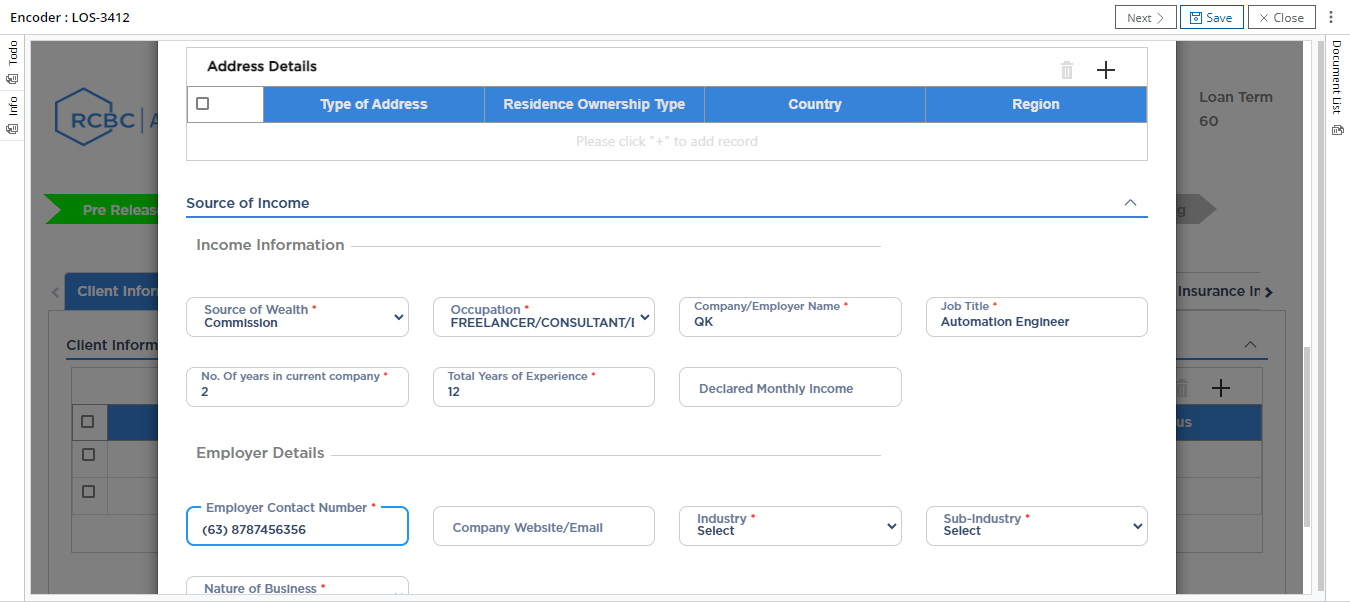 Encoder : LOS-3412
Next
Save
Close
Todo
Info
Document List
RCBC
Loan Term
60
Address Details
Type of Address
Residence Ownership Type
Country
Region
Please click "+" to add record
Pre Releas
g
Source of Income
Income Information
Client Infor
Insurance In
Source of Wealth *
Commission
Occupation *
FREELANCER/CONSULTANT/
Company/Employer Name *
QK
Job Title *
Automation Engineer
Client Inform
No. Of years in current company *
2
Total Years of Experience *
12
Declared Monthly Income
us
Employer Details
Employer Contact Number *
(63) 8787456356
Company Website/Email
Industry *
Select
Sub-Industry *
Select
Nature of Business *